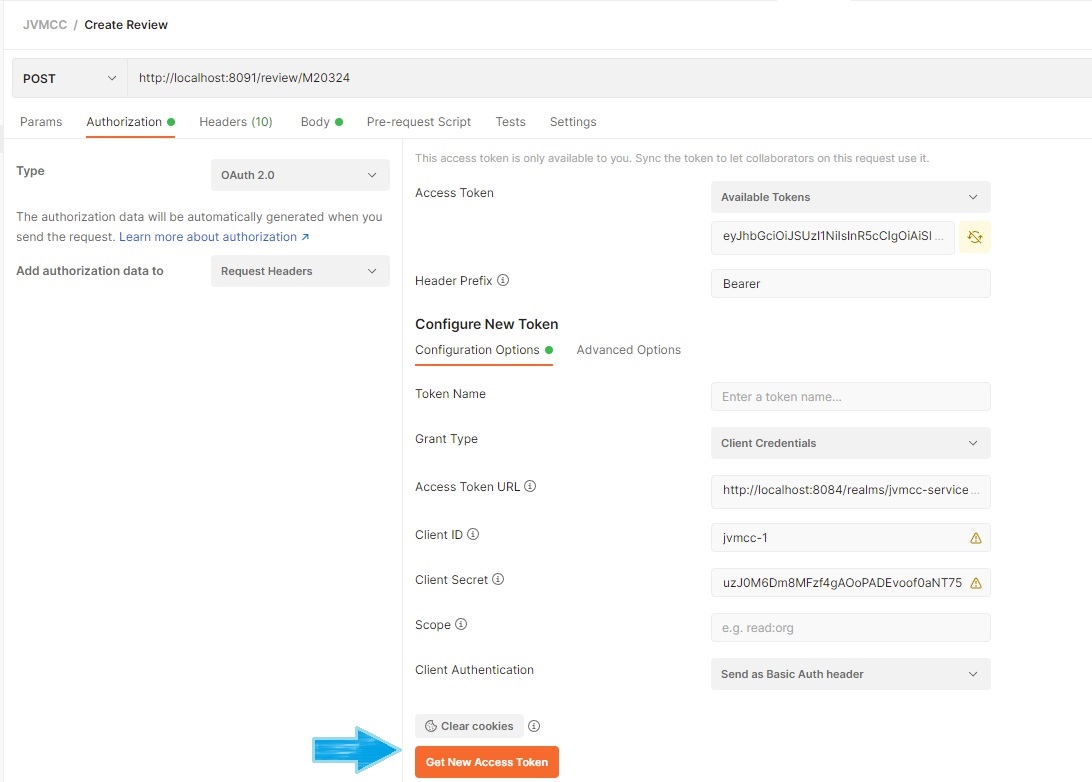 JVMCC / Create Review
POST http://localhost:8091/review/M20324
Params Authorization Headers (10) Body Pre-request Script Tests Settings
Type OAuth 2.0
The authorization data will be automatically generated when you
send the request. Learn more about authorization ↗
Add authorization data to Request Headers
This access token is only available to you. Sync the token to let collaborators on this request use it.
Access Token Available Tokens
eyJhbGciOiJSUzI1NiIsInR5cCIgOiAiSl ...
Header Prefix Bearer
Configure New Token
Configuration Options Advanced Options
Token Name Enter a token name...
Grant Type Client Credentials
Access Token URL http://localhost:8084/realms/jvmcc-service ...
Client ID jvmcc-1
Client Secret uzJ0M6Dm8MFzf4gAOoPADEvoof0aNT75
Scope e.g. read:org
Client Authentication Send as Basic Auth header
Clear cookies
Get New Access Token